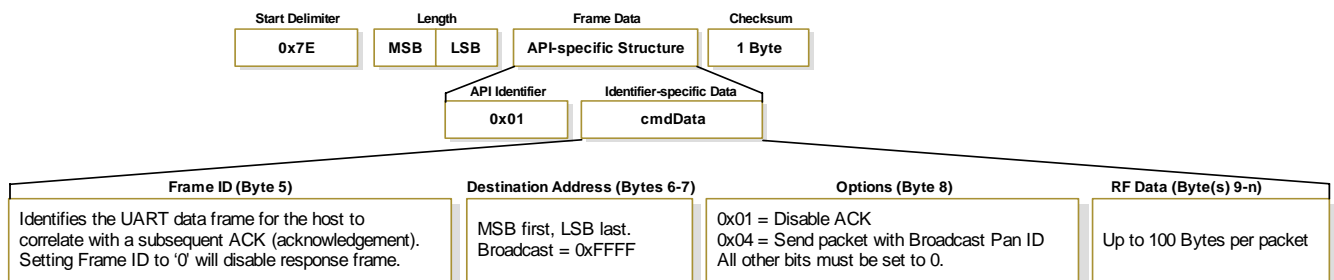 Start Delimiter
Length
Frame Data
Checksum
0x7E
MSB
LSB
API-specific Structure
1 Byte
API Identifier
Identifier-specific Data
0x01
cmdData
Frame ID (Byte 5)
Identifies the UART data frame for the host to
correlate with a subsequent ACK (acknowledgement).
Setting Frame ID to ‘0’ will disable response frame.
Destination Address (Bytes 6-7)
MSB first, LSB last.
Broadcast = 0xFFFF
Options (Byte 8)
0x01 = Disable ACK
0x04 = Send packet with Broadcast Pan ID
All other bits must be set to 0.
RF Data (Byte(s) 9-n)
Up to 100 Bytes per packet